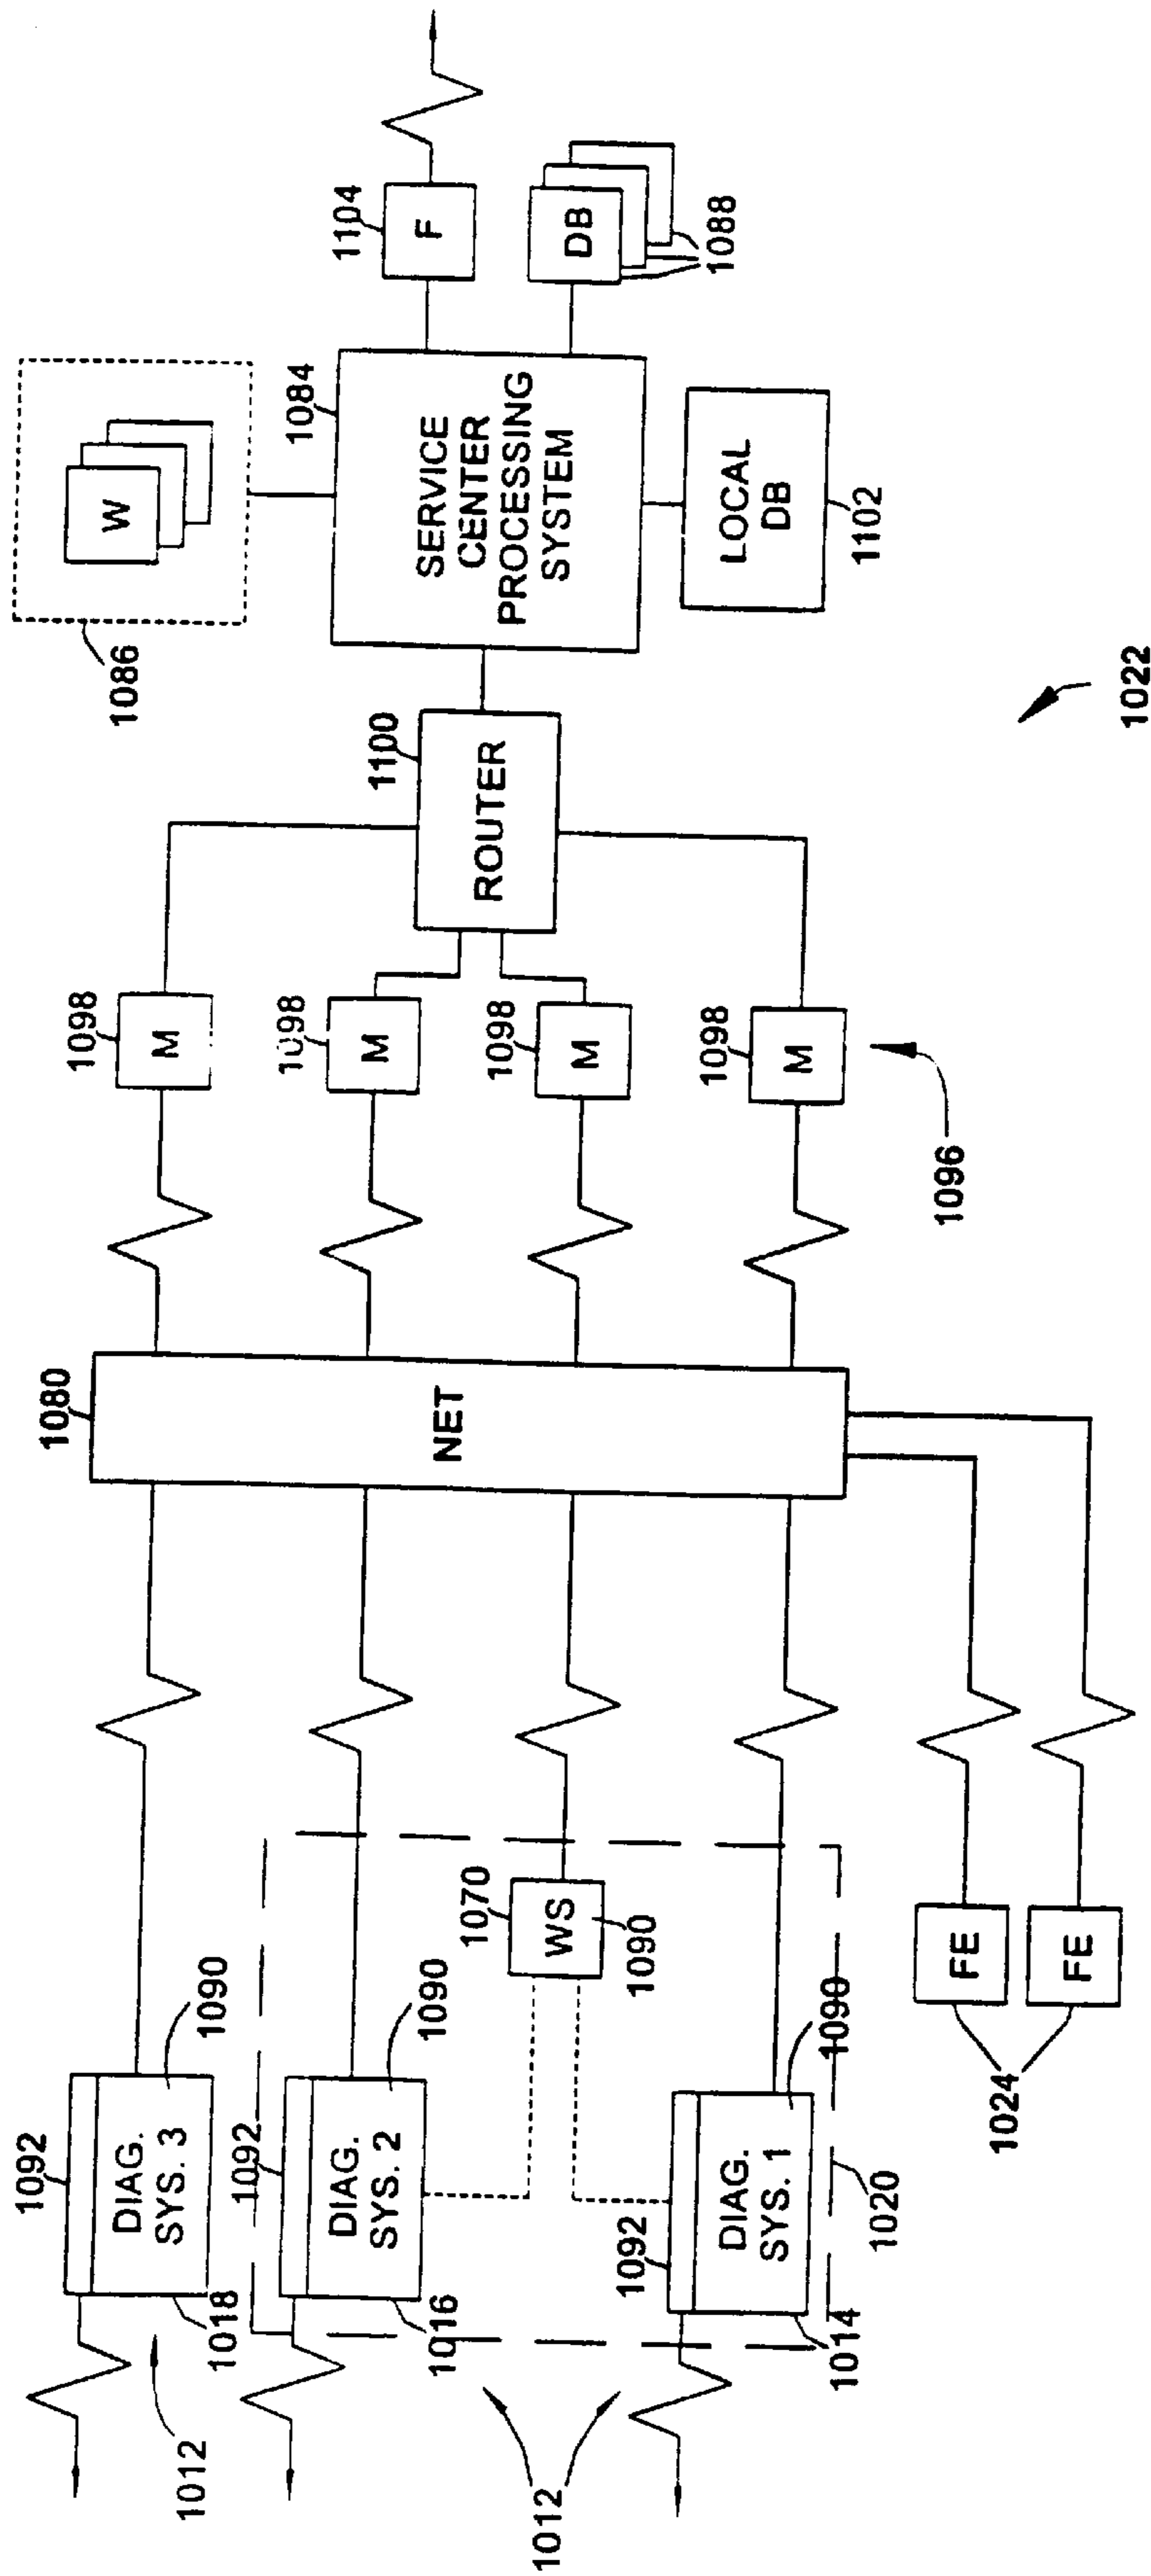 1092
DIAG.
SYS. 3
1090
1018
1012
1092
DIAG.
SYS. 2
1090
1016
1012
1070
WS
1090
1092
DIAG.
SYS. 1
1090
1014
1020
FE
FE
1024
1080
NET
1098
M
1098
M
1098
M
1098
M
1096
1100
ROUTER
1086
W
1084
SERVICE
CENTER
PROCESSING
SYSTEM
LOCAL
DB
1102
1104
F
DB
1088
1022